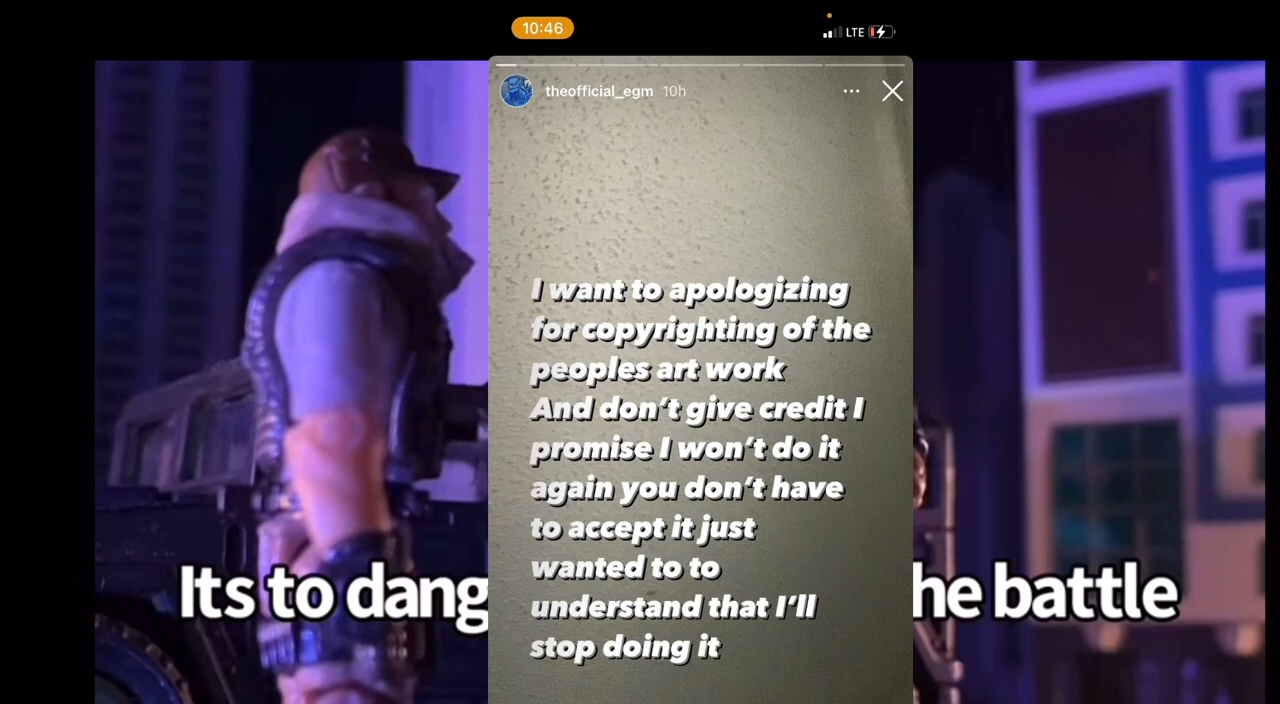 10:46
LTE
theofficial_egm 10h
I want to apologizing
for copyrighting of the
peoples art work
And don't give credit I
promise I won't do it
again you don't have
to accept it just
wanted to to
understand that I'll
stop doing it
Its to dang he battle